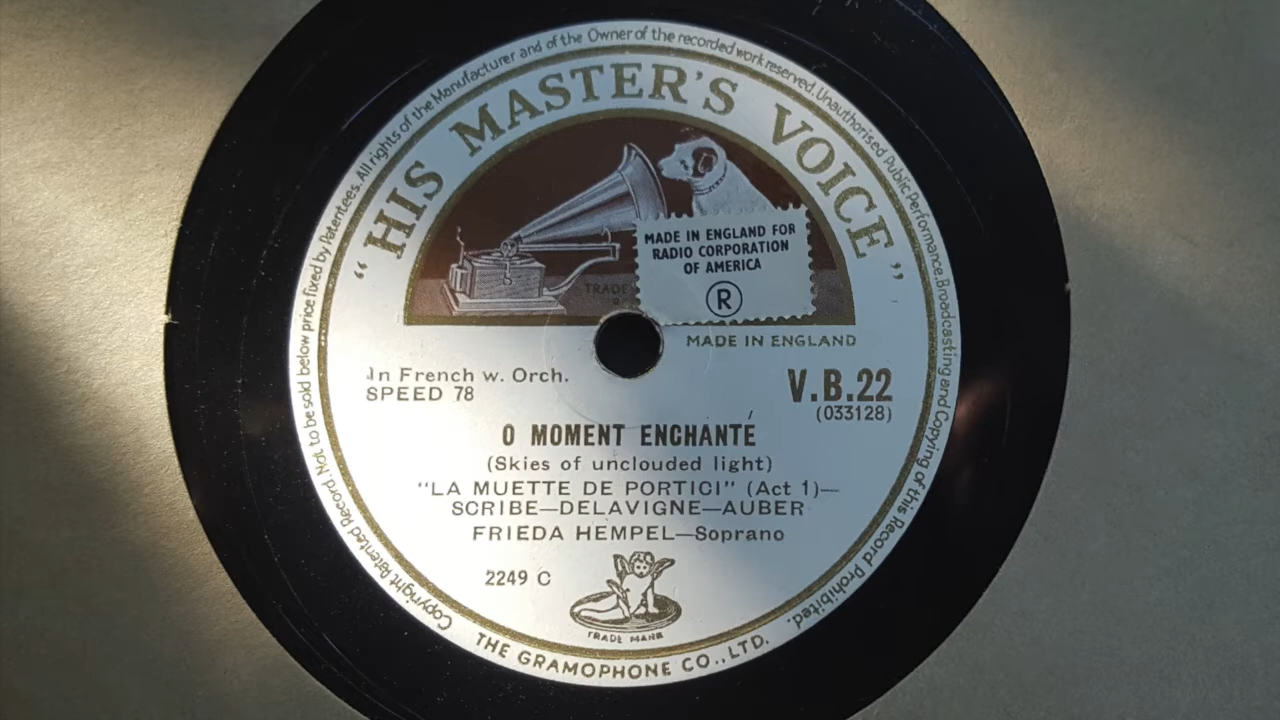 Copyright Patented Record. Not to be sold below price fixed by Patentees. All rights of the Manufacturer and of the Owner of the recorded work reserved. Unauthorised Public Performance, Broadcasting and Copying of this Record Prohibited.
“HIS MASTER'S VOICE”
MADE IN ENGLAND FOR
RADIO CORPORATION
OF AMERICA
®
TRADE
MADE IN ENGLAND
In French w. Orch.
SPEED 78
V.B.22
(033128)
O MOMENT ENCHANTÉ
(Skies of unclouded light)
“LA MUETTE DE PORTICI” (Act 1)—
SCRIBE—DELAVIGNE—AUBER
FRIEDA HEMPEL—Soprano
2249 C
TRADE MARK
THE GRAMOPHONE CO., LTD.